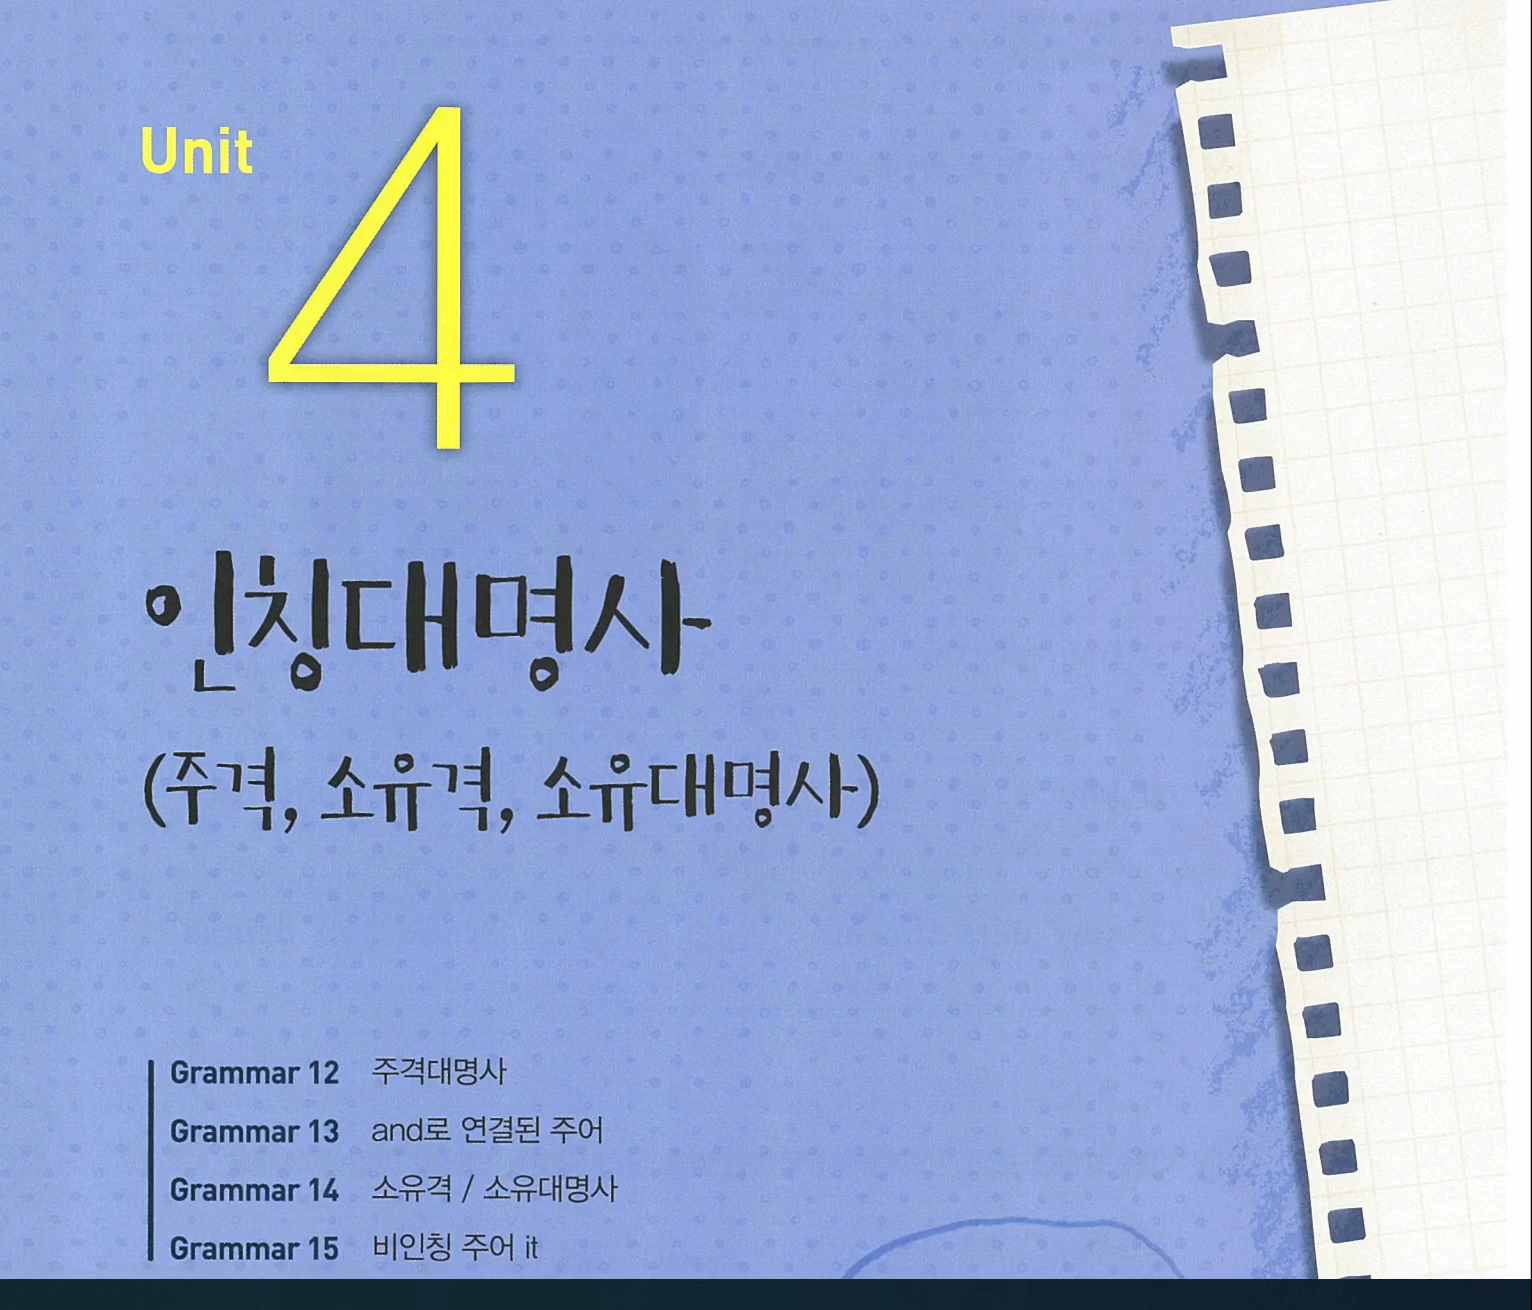 Unit 4
인칭대명사
(주격, 소유격, 소유대명사)
Grammar 12 주격대명사
Grammar 13 and로 연결된 주어
Grammar 14 소유격 / 소유대명사
Grammar 15 비인칭 주어 it